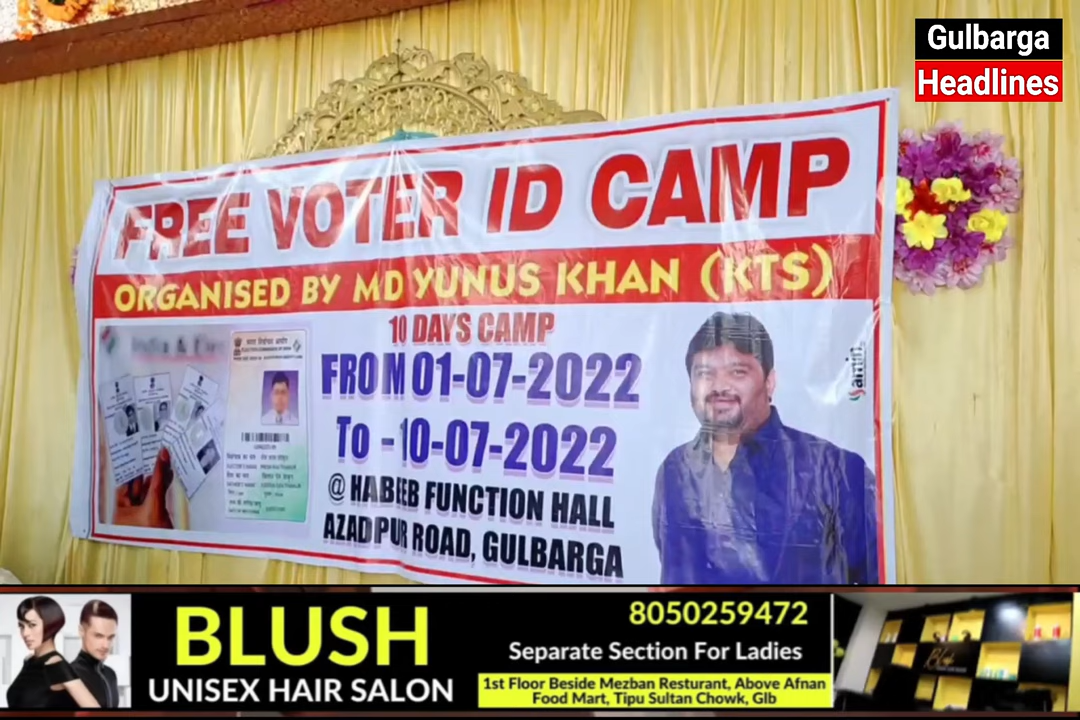 Gulbarga
Headlines
FREE VOTER ID CAMP
ORGANISED BY MD YUNUS KHAN (KTS)
10 DAYS CAMP
FROM 01-07-2022
To - 10-07-2022
@ HABEEB FUNCTION HALL
AZADPUR ROAD, GULBARGA
amin
BLUSH
UNISEX HAIR SALON
8050259472
Separate Section For Ladies
1st Floor Beside Mezban Resturant, Above Afnan
Food Mart, Tipu Sultan Chowk, Glb
Blush